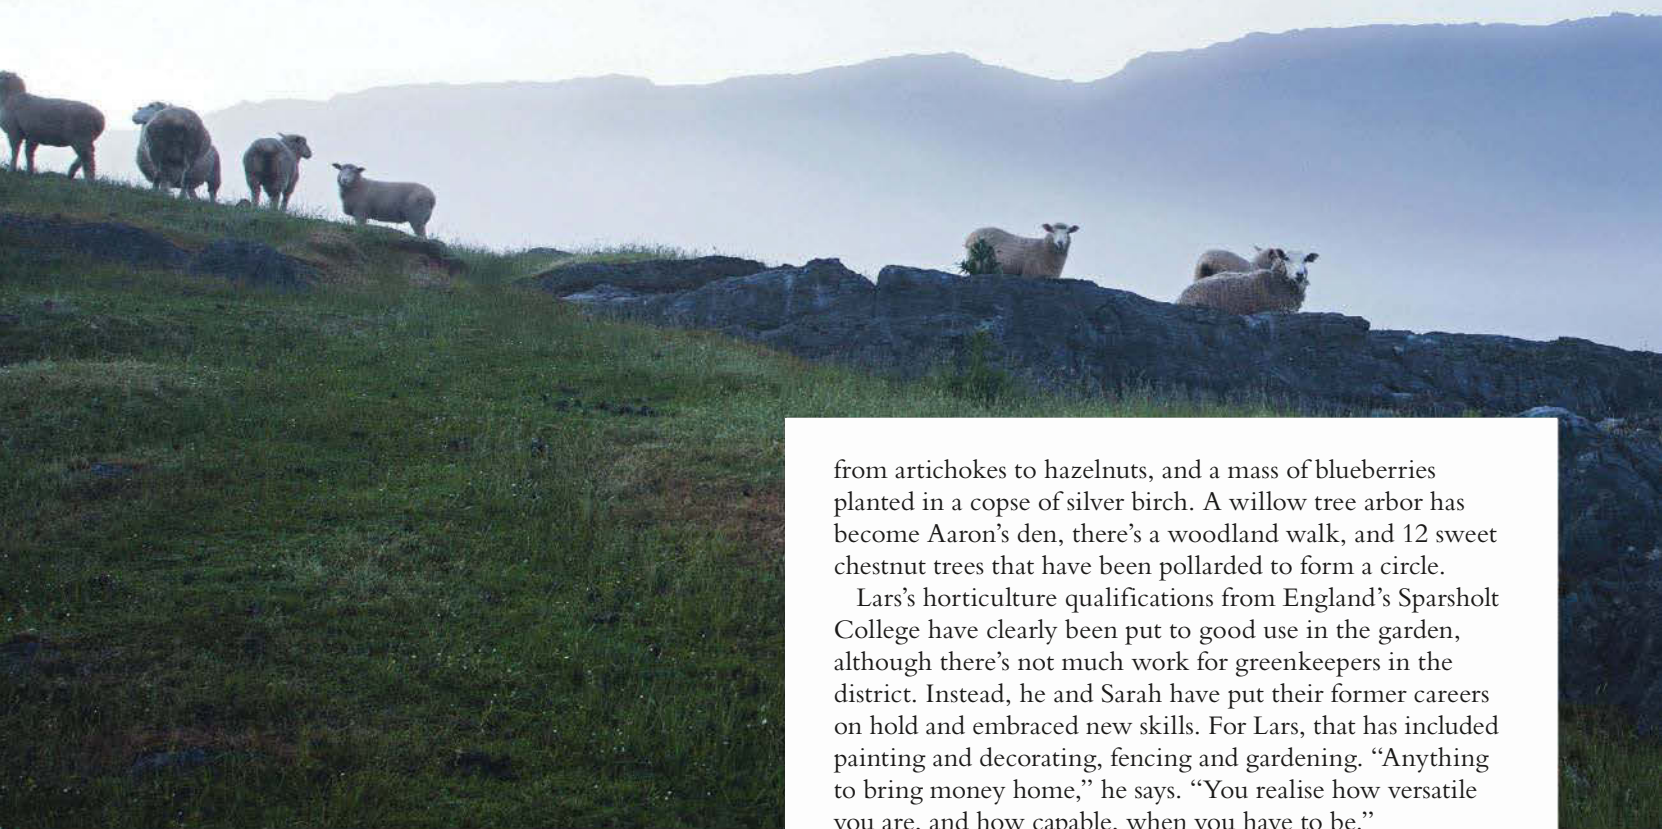 from artichokes to hazelnuts, and a mass of blueberries
planted in a copse of silver birch. A willow tree arbor has
become Aaron’s den, there’s a woodland walk, and 12 sweet
chestnut trees that have been pollarded to form a circle.
Lars’s horticulture qualifications from England’s Sparsholt
College have clearly been put to good use in the garden,
although there’s not much work for greenkeepers in the
district. Instead, he and Sarah have put their former careers
on hold and embraced new skills. For Lars, that has included
painting and decorating, fencing and gardening. “Anything
to bring money home,” he says. “You realise how versatile
you are, and how capable, when you have to be.”